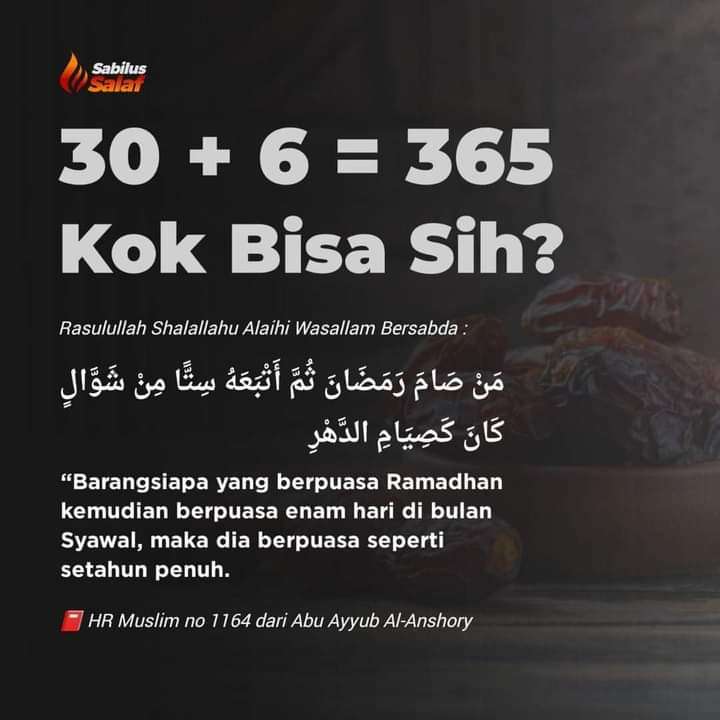 Sabilus
Salaf
30 + 6 = 365
Kok Bisa Sih?
Rasulullah Shalallahu Alaihi Wasallam Bersabda :
مَنْ صَامَ رَمَضَانَ ثُمَّ أَتْبَعَهُ سِتًّا مِنْ شَوَّالٍ
كَانَ كَصِيَامِ الدَّهْرِ
“Barangsiapa yang berpuasa Ramadhan
kemudian berpuasa enam hari di bulan
Syawal, maka dia berpuasa seperti
setahun penuh.
HR Muslim no 1164 dari Abu Ayyub Al-Anshory